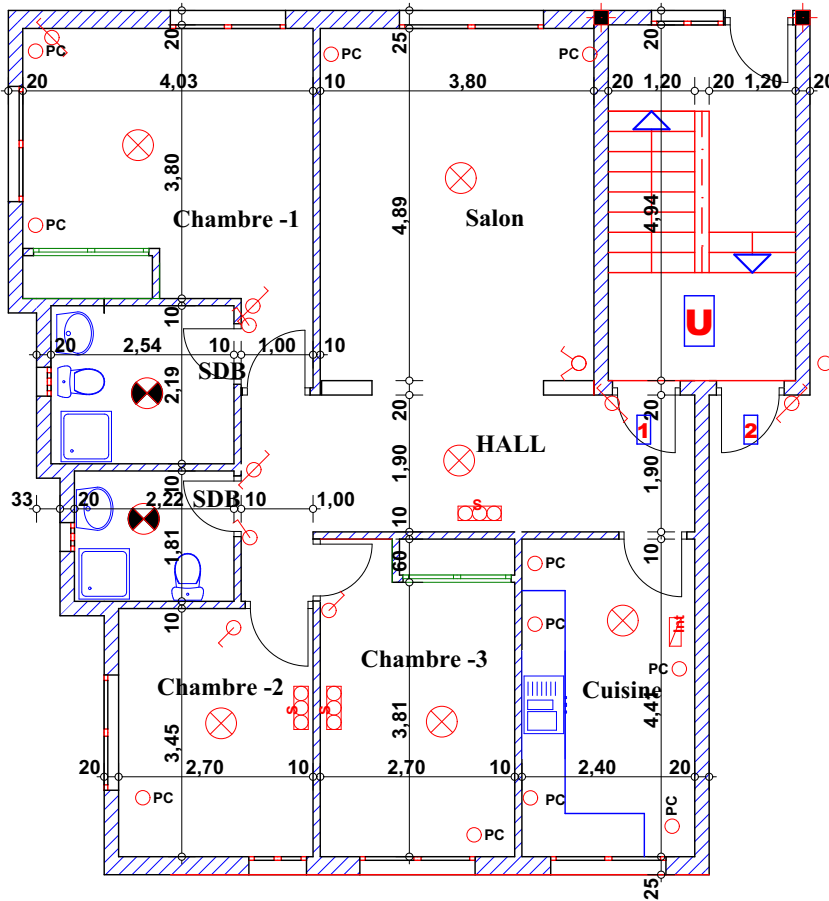 20
25
20
PC
PC
PC
20
4,03
10
3,80
20
1,20
20
1,20
20
3,80
4,89
4,94
PC
Chambre -1
Salon
10
U
20
2,54
10
1,00
10
SDB
2,19
20
20
1
2
HALL
1,90
1,90
10
33
20
2,22
SDB
10
1,00
S
1,81
10
60
10
PC
10
PC
Int
Chambre -3
PC
Chambre -2
Cuisine
S
S
3,45
3,81
4,41
20
2,70
10
2,70
10
2,40
20
PC
PC
PC
PC
25